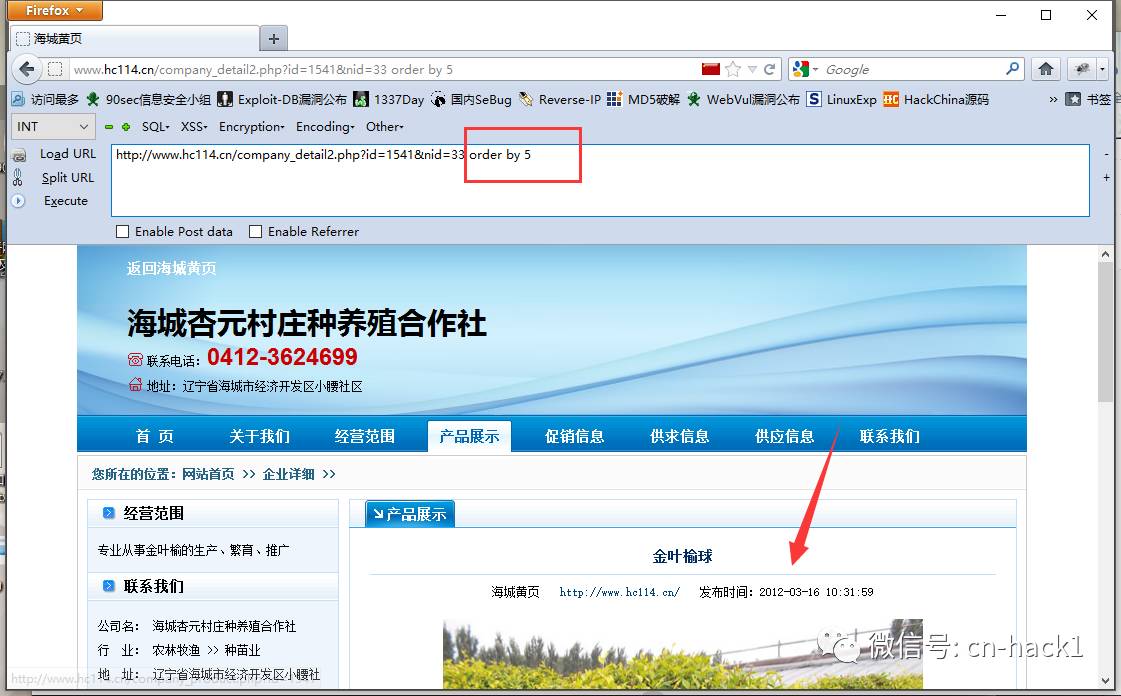 Firefox
海城黄页
www.hc114.cn/company_detail2.php?id=1541&nid=33 order by 5
Google
访问最多 90sec信息安全小组 Exploit-DB漏洞公布 1337Day 国内SeBug Reverse-IP MD5破解 WebVul漏洞公布 LinuxExp HackChina源码 » 书签
INT SQL- XSS- Encryption- Encoding- Other-
Load URL http://www.hc114.cn/company_detail2.php?id=1541&nid=33 order by 5
Split URL
Execute
Enable Post data Enable Referrer
返回海城黄页
海城杏元村庄种养殖合作社
联系电话：0412-3624699
地址：辽宁省海城市经济开发区小腰社区
首 页 关于我们 经营范围 产品展示 促销信息 供求信息 供应信息 联系我们
您所在的位置：网站首页 >> 企业详细 >>
经营范围
专业从事金叶榆的生产、繁育、推广
联系我们
公司名： 海城杏元村庄种养殖合作社
行 业： 农林牧渔 >> 种苗业
地 址： 辽宁省海城市经济开发区小腰社区
产品展示
金叶榆球
海城黄页 http://www.hc114.cn/ 发布时间：2012-03-16 10:31:59
微信号: cn-hack1